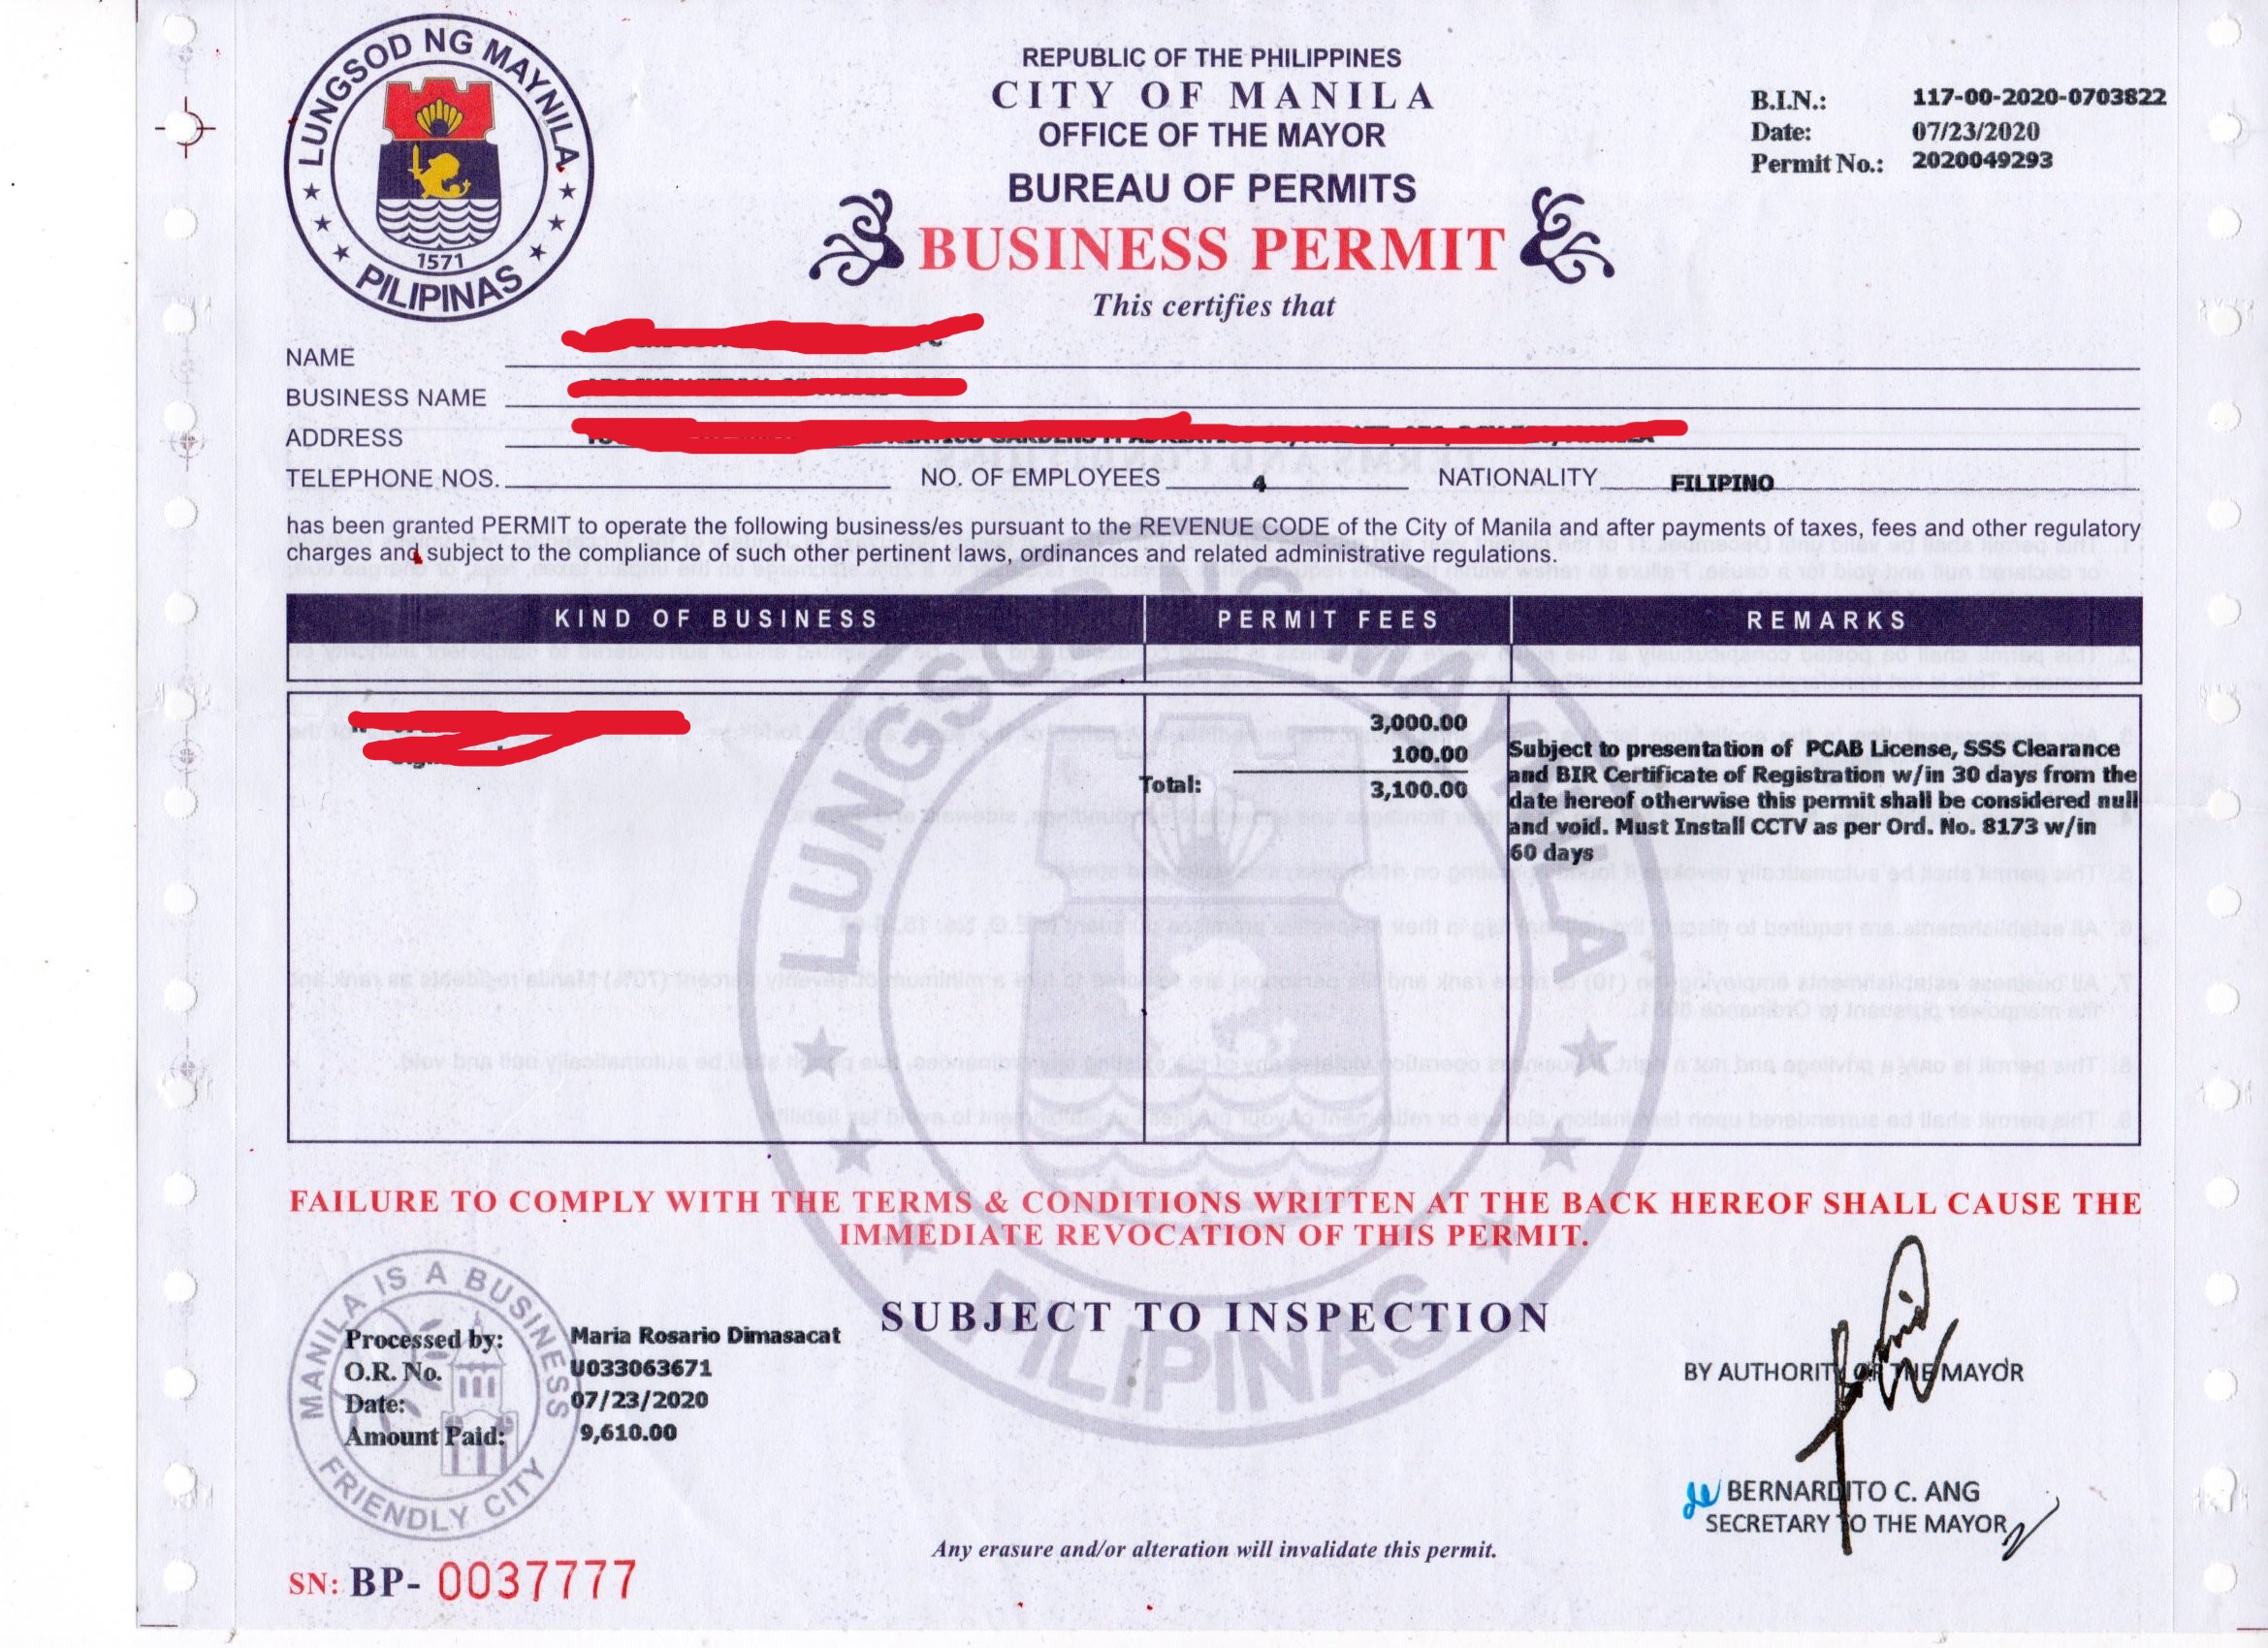 LUNGSOD NG MAYNILA
1571
PILIPINAS
REPUBLIC OF THE PHILIPPINES
CITY OF MANILA
OFFICE OF THE MAYOR
BUREAU OF PERMITS
BUSINESS PERMIT
This certifies that
B.I.N.: 117-00-2020-0703822
Date: 07/23/2020
Permit No.: 2020049293
NAME
BUSINESS NAME
ADDRESS
TELEPHONE NOS. NO. OF EMPLOYEES 4 NATIONALITY FILIPINO
has been granted PERMIT to operate the following business/es pursuant to the REVENUE CODE of the City of Manila and after payments of taxes, fees and other regulatory
charges and subject to the compliance of such other pertinent laws, ordinances and related administrative regulations.
KIND OF BUSINESS PERMIT FEES REMARKS
3,000.00
100.00
Total: 3,100.00
Subject to presentation of PCAB License, SSS Clearance
and BIR Certificate of Registration w/in 30 days from the
date hereof otherwise this permit shall be considered null
and void. Must Install CCTV as per Ord. No. 8173 w/in
60 days
LUNGSOD NG MAYNILA
PILIPINAS
FAILURE TO COMPLY WITH THE TERMS & CONDITIONS WRITTEN AT THE BACK HEREOF SHALL CAUSE THE
IMMEDIATE REVOCATION OF THIS PERMIT.
MANILA IS A BUSINESS
FRIENDLY CITY
Processed by: Maria Rosario Dimasacat
O.R. No. U033063671
Date: 07/23/2020
Amount Paid: 9,610.00
SUBJECT TO INSPECTION
BY AUTHORITY OF THE MAYOR
BERNARDITO C. ANG
SECRETARY TO THE MAYOR
Any erasure and/or alteration will invalidate this permit.
SN: BP- 0037777